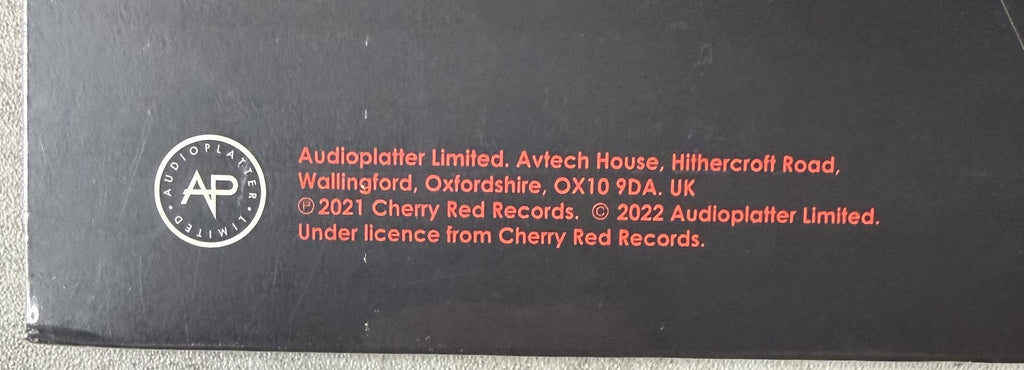 AUDIOPLATTER • LIMITED •
AP
Audioplatter Limited. Avtech House, Hithercroft Road,
Wallingford, Oxfordshire, OX10 9DA. UK
℗ 2021 Cherry Red Records. © 2022 Audioplatter Limited.
Under licence from Cherry Red Records.